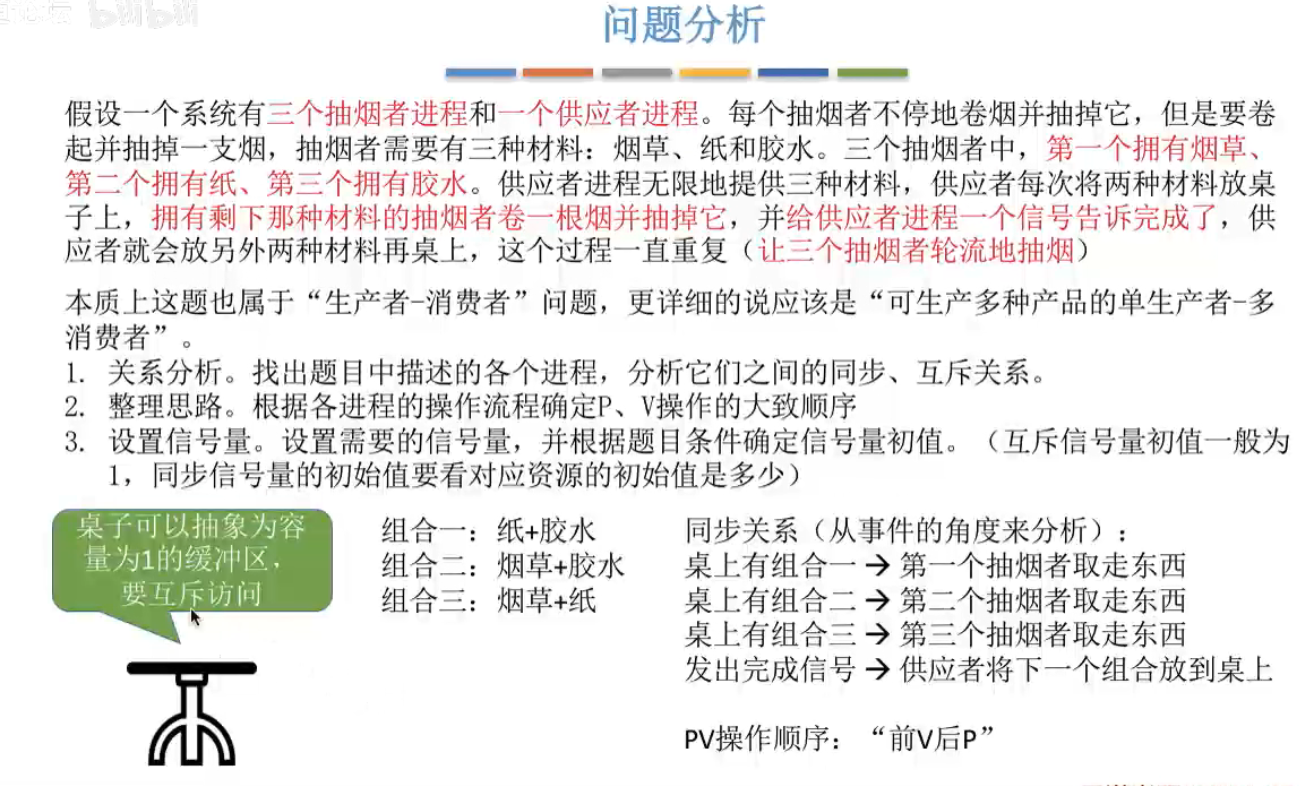 bilibili
问题分析
假设一个系统有三个抽烟者进程和一个供应者进程。每个抽烟者不停地卷烟并抽掉它，但是要卷
起并抽掉一支烟，抽烟者需要有三种材料：烟草、纸和胶水。三个抽烟者中，第一个拥有烟草、
第二个拥有纸、第三个拥有胶水。供应者进程无限地提供三种材料，供应者每次将两种材料放桌
子上，拥有剩下那种材料的抽烟者卷一根烟并抽掉它，并给供应者进程一个信号告诉完成了，供
应者就会放另外两种材料再桌上，这个过程一直重复（让三个抽烟者轮流地抽烟）
本质上这题也属于“生产者-消费者”问题，更详细的说应该是“可生产多种产品的单生产者-多
消费者”。
1. 关系分析。找出题目中描述的各个进程，分析它们之间的同步、互斥关系。
2. 整理思路。根据各进程的操作流程确定P、V操作的大致顺序
3. 设置信号量。设置需要的信号量，并根据题目条件确定信号量初值。（互斥信号量初值一般为
1，同步信号量的初始值要看对应资源的初始值是多少）
桌子可以抽象为容
量为1的缓冲区，
要互斥访问
组合一：纸+胶水
组合二：烟草+胶水
组合三：烟草+纸
同步关系（从事件的角度来分析）：
桌上有组合一 → 第一个抽烟者取走东西
桌上有组合二 → 第二个抽烟者取走东西
桌上有组合三 → 第三个抽烟者取走东西
发出完成信号 → 供应者将下一个组合放到桌上
PV操作顺序：“前V后P”